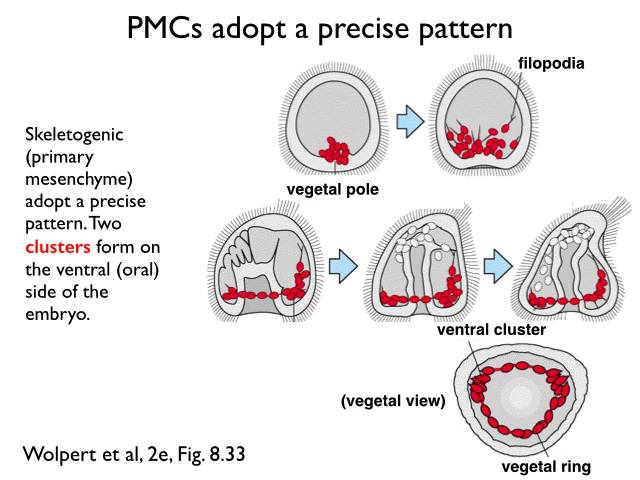 PMCs adopt a precise pattern
filopodia
Skeletogenic
(primary
mesenchyme)
adopt a precise
pattern. Two
clusters form on
the ventral (oral)
side of the
embryo.
vegetal pole
ventral cluster
(vegetal view)
Wolpert et al, 2e, Fig. 8.33
vegetal ring